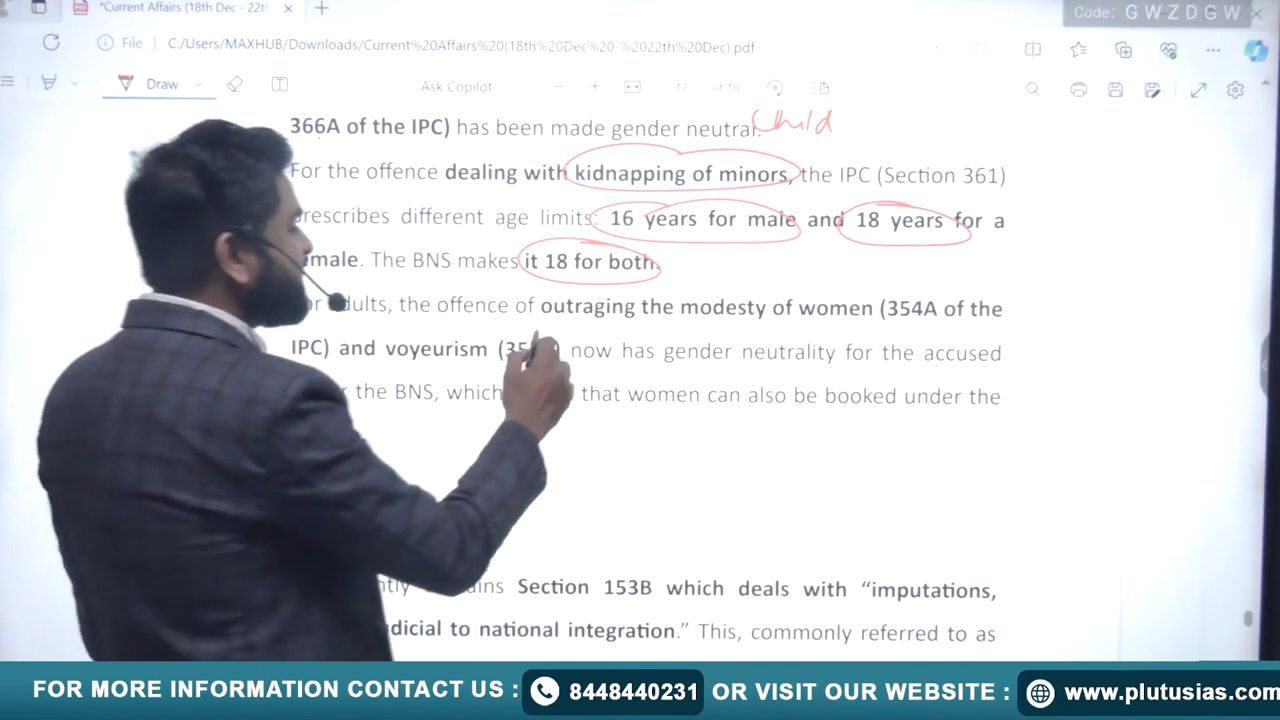 *Current Affairs (18th Dec - 22th
Code: G W Z D G W
File C:/Users/MAXHUB/Downloads/Current%20Affairs%20(18th%20Dec%20-%2022th%20Dec).pdf
Draw Ask Copilot 17 of 18
366A of the IPC) has been made gender neutral. Child
For the offence dealing with kidnapping of minors, the IPC (Section 361)
prescribes different age limits: 16 years for male and 18 years for a
female. The BNS makes it 18 for both.
adults, the offence of outraging the modesty of women (354A of the
IPC) and voyeurism now has gender neutrality for the accused
the BNS, which that women can also be booked under the
Section 153B which deals with “imputations,
to national integration.” This, commonly referred to as
FOR MORE INFORMATION CONTACT US : 8448440231 OR VISIT OUR WEBSITE : www.plutusias.com